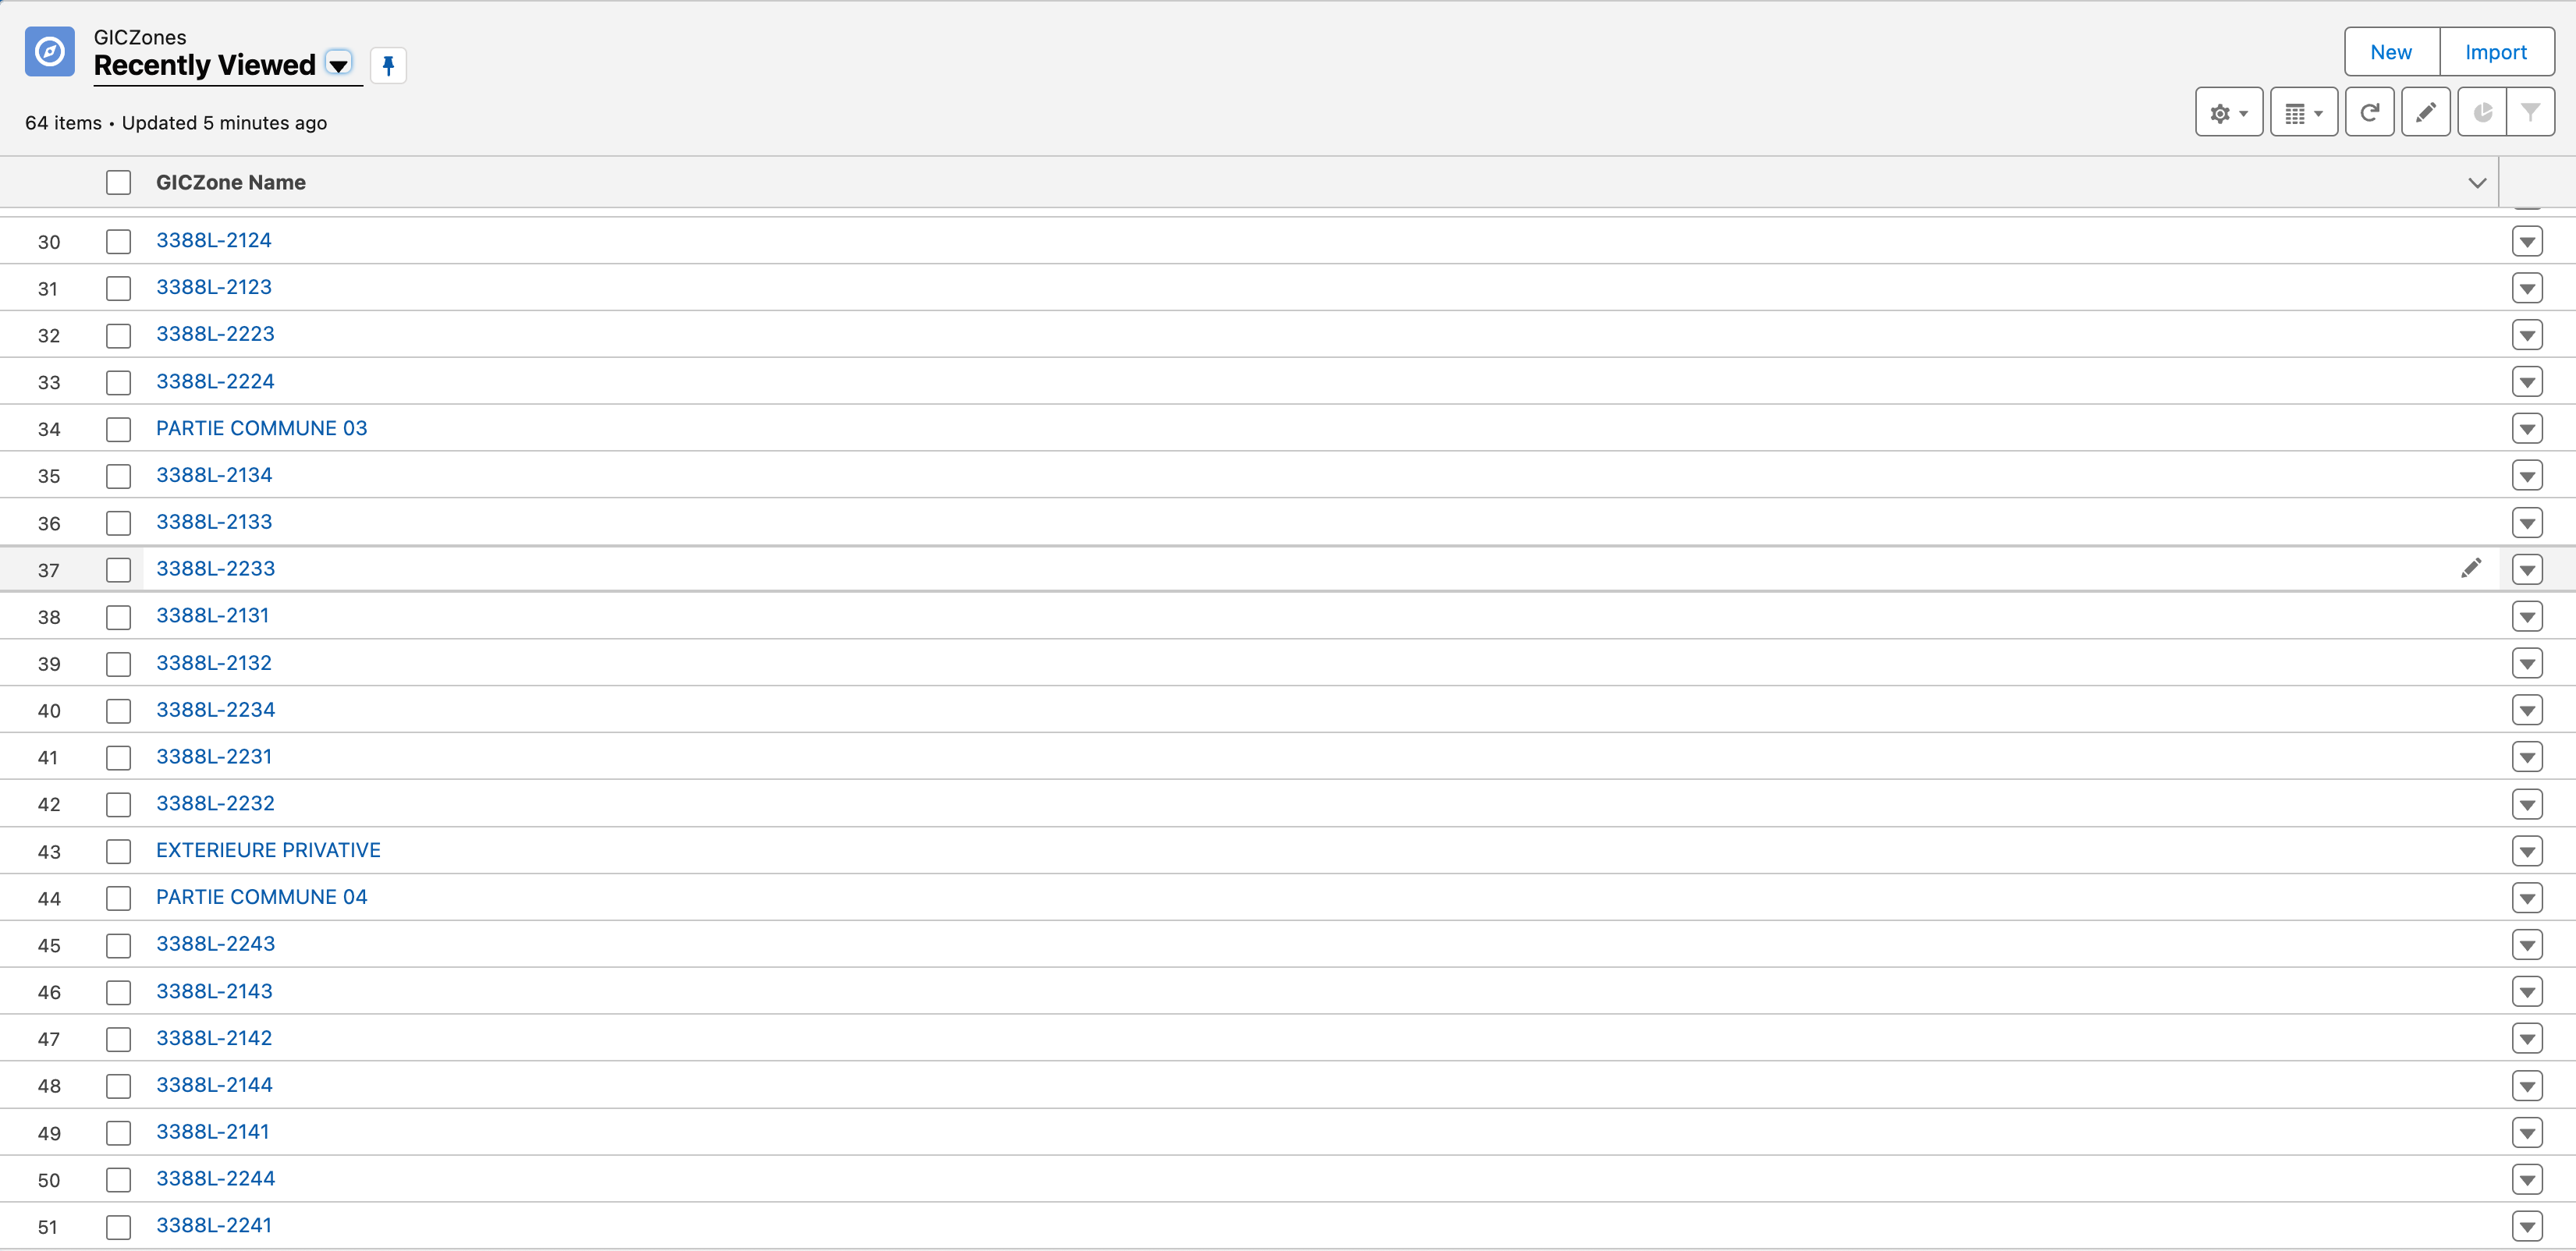 GICZones
Recently Viewed
New Import
64 items • Updated 5 minutes ago
GICZone Name
30 3388L-2124
31 3388L-2123
32 3388L-2223
33 3388L-2224
34 PARTIE COMMUNE 03
35 3388L-2134
36 3388L-2133
37 3388L-2233
38 3388L-2131
39 3388L-2132
40 3388L-2234
41 3388L-2231
42 3388L-2232
43 EXTERIEURE PRIVATIVE
44 PARTIE COMMUNE 04
45 3388L-2243
46 3388L-2143
47 3388L-2142
48 3388L-2144
49 3388L-2141
50 3388L-2244
51 3388L-2241